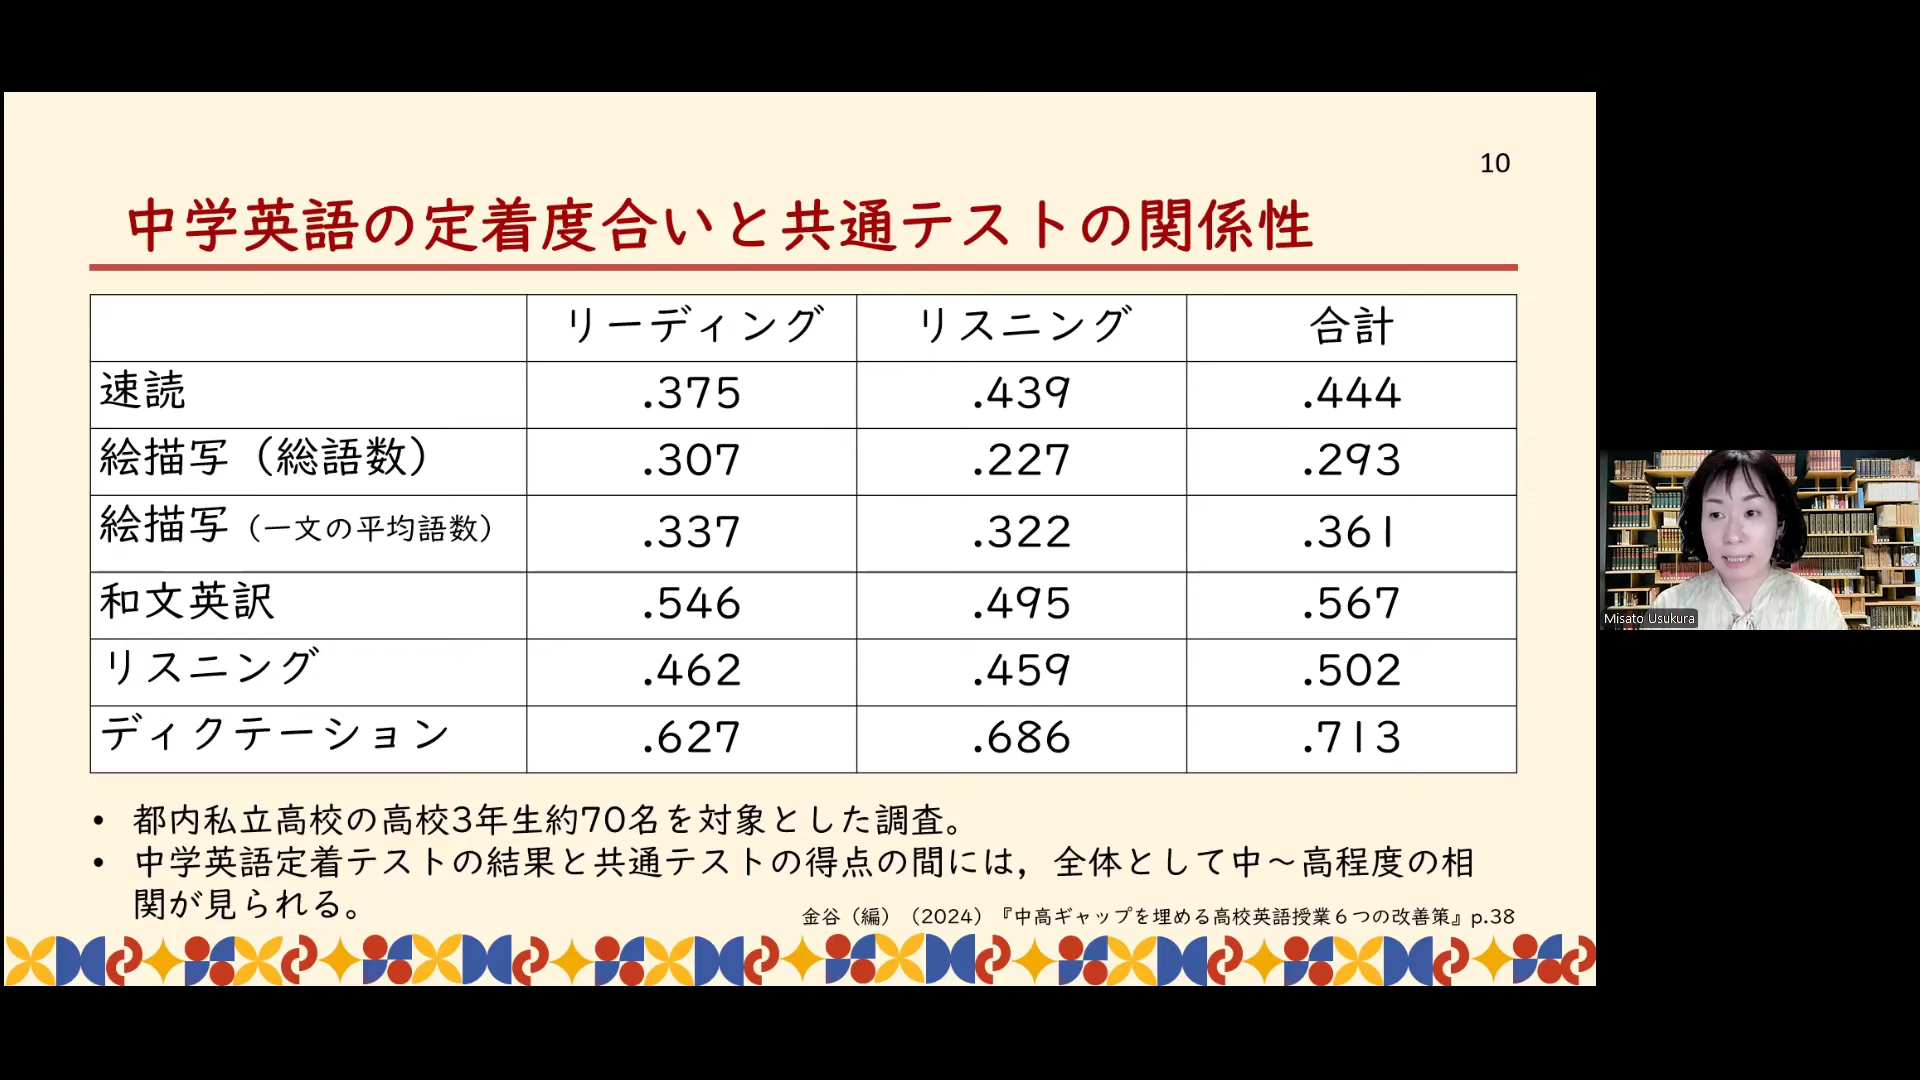 10
中学英語の定着度合いと共通テストの関係性
リーディング リスニング 合計
速読 .375 .439 .444
絵描写（総語数） .307 .227 .293
絵描写（一文の平均語数） .337 .322 .361
和文英訳 .546 .495 .567
リスニング .462 .459 .502
ディクテーション .627 .686 .713
• 都内私立高校の高校3年生約70名を対象とした調査。
• 中学英語定着テストの結果と共通テストの得点の間には，全体として中～高程度の相
関が見られる。
金谷（編）（2024）『中高ギャップを埋める高校英語授業６つの改善策』p.38
Misato Usukura